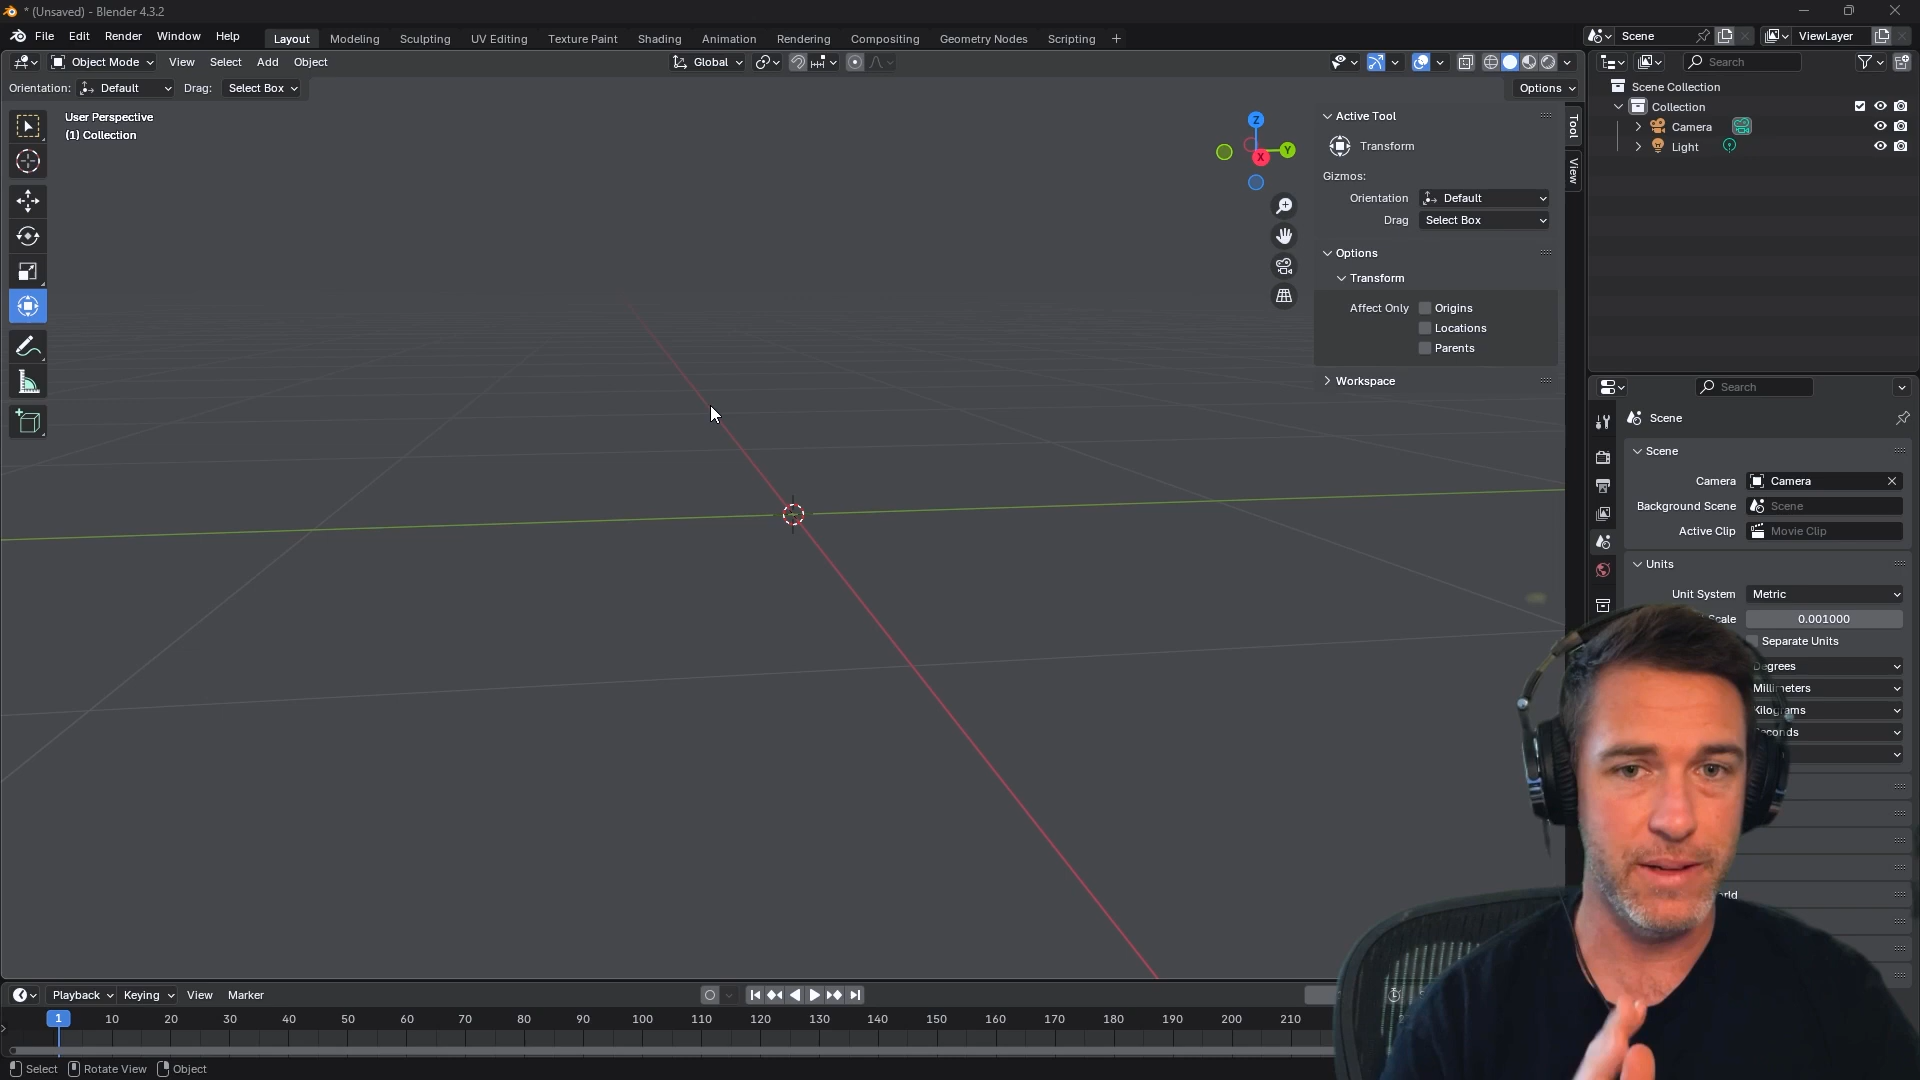 * (Unsaved) - Blender 4.3.2
File Edit Render Window Help
Layout Modeling Sculpting UV Editing Texture Paint Shading Animation Rendering Compositing Geometry Nodes Scripting +
Scene ViewLayer
Object Mode View Select Add Object
Global
Search
Orientation: Default Drag: Select Box
Options
User Perspective
(1) Collection
Z
Y
X
Active Tool
Transform
Gizmos:
Orientation Default
Drag Select Box
Options
Transform
Affect Only Origins
Locations
Parents
Workspace
Tool
View
Scene Collection
Collection
Camera
Light
Search
Scene
Scene
Camera Camera
Background Scene Scene
Active Clip Movie Clip
Units
Unit System Metric
Scale 0.001000
Separate Units
Degrees
Millimeters
Kilograms
Playback Keying View Marker
1 10 20 30 40 50 60 70 80 90 100 110 120 130 140 150 160 170 180 190 200 210
Select Rotate View Object